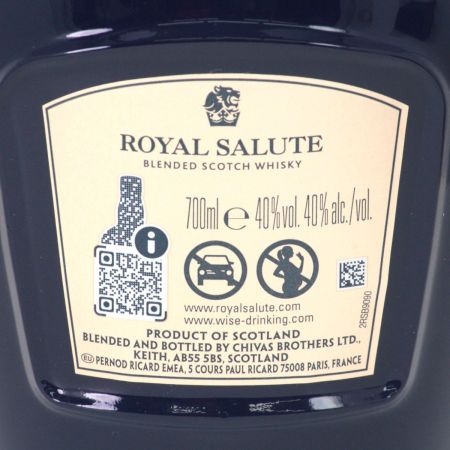 ROYAL SALUTE
BLENDED SCOTCH WHISKY
700ml e 40%vol. 40%alc./vol.
i
www.royalsalute.com
www.wise-drinking.com
2RSB9090
PRODUCT OF SCOTLAND
BLENDED AND BOTTLED BY CHIVAS BROTHERS LTD.,
KEITH, AB55 5BS, SCOTLAND
EU PERNOD RICARD EMEA, 5 COURS PAUL RICARD 75008 PARIS, FRANCE